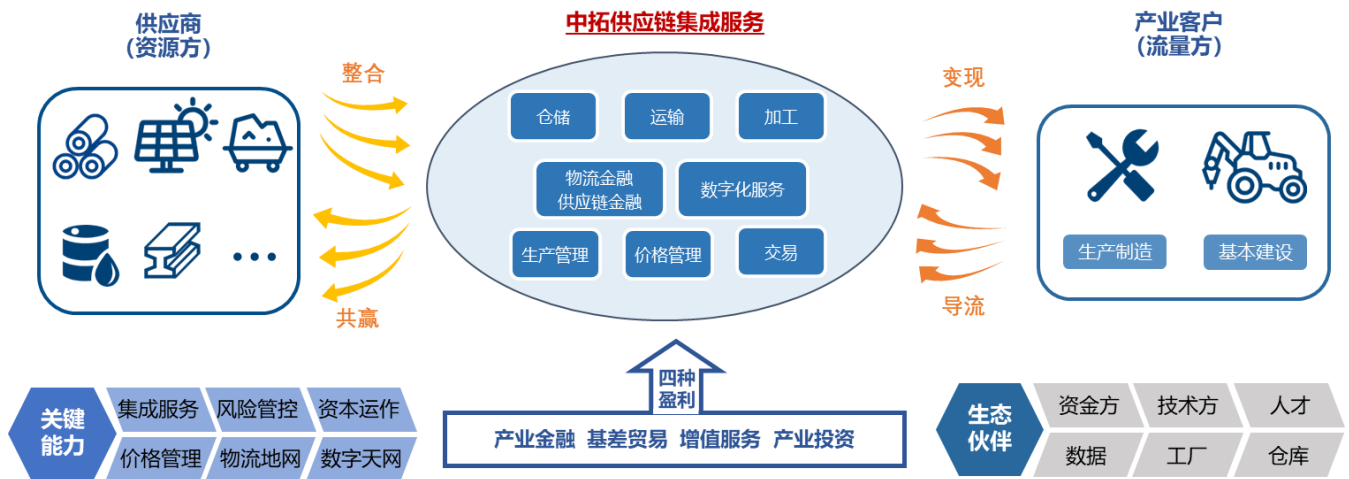 供应商
(资源方)
中拓供应链集成服务
产业客户
(流量方)
整合
变现
仓储
运输
加工
物流金融
供应链金融
数字化服务
生产管理
价格管理
交易
生产制造
基本建设
共赢
导流
四种
盈利
关键
能力
集成服务
风险管控
资本运作
价格管理
物流地网
数字天网
产业金融 基差贸易 增值服务 产业投资
生态
伙伴
资金方
技术方
人才
数据
工厂
仓库